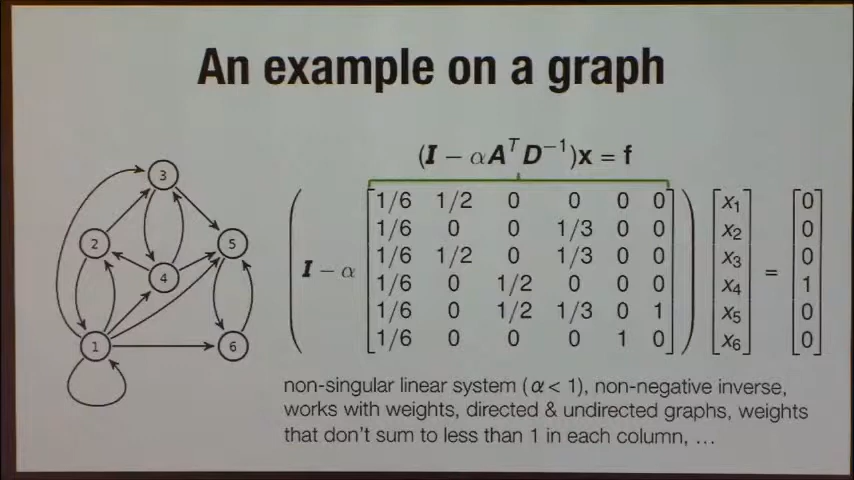 An example on a graph
(I − αAᵀD⁻¹)x = f
3
2
5
4
1
6
I − α
1/6 1/2 0 0 0 0
1/6 0 0 1/3 0 0
1/6 1/2 0 1/3 0 0
1/6 0 1/2 0 0 0
1/6 0 1/2 1/3 0 1
1/6 0 0 0 1 0
x₁
x₂
x₃
x₄
x₅
x₆
=
0
0
0
1
0
0
non-singular linear system (α < 1), non-negative inverse,
works with weights, directed & undirected graphs, weights
that don't sum to less than 1 in each column, ...